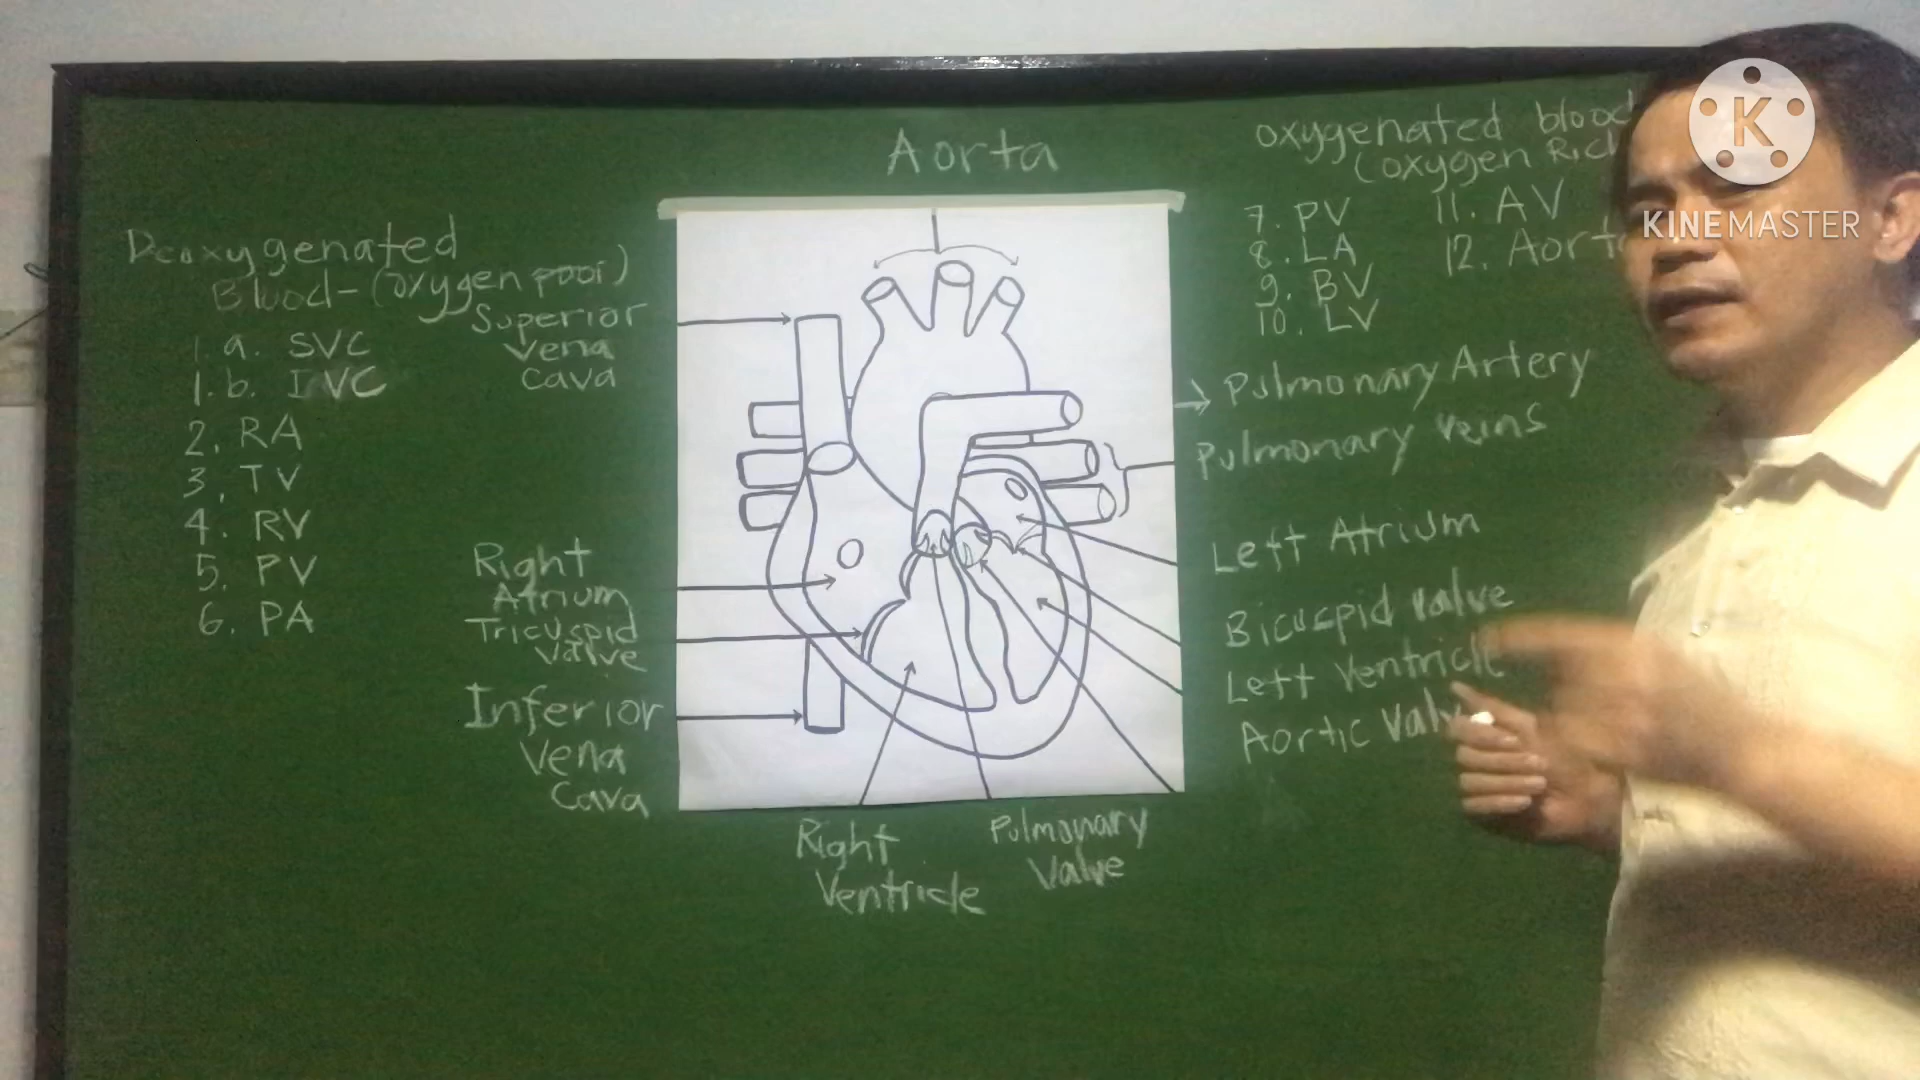 Aorta
Deoxygenated
Blood - (oxygen poor)
1. a. SVC
1. b. IVC
2. RA
3. TV
4. RV
5. PV
6. PA
Superior
Vena
Cava
Right
Atrium
Tricuspid
Valve
Inferior
Vena
Cava
Right
Ventricle
Pulmonary
Valve
oxygenated blood
(oxygen Rich
7. PV
8. LA
9. BV
10. LV
11. AV
12. Aorta
Pulmonary Artery
Pulmonary veins
Left Atrium
Bicuspid valve
Left Ventricle
Aortic Valve
K
KINEMASTER